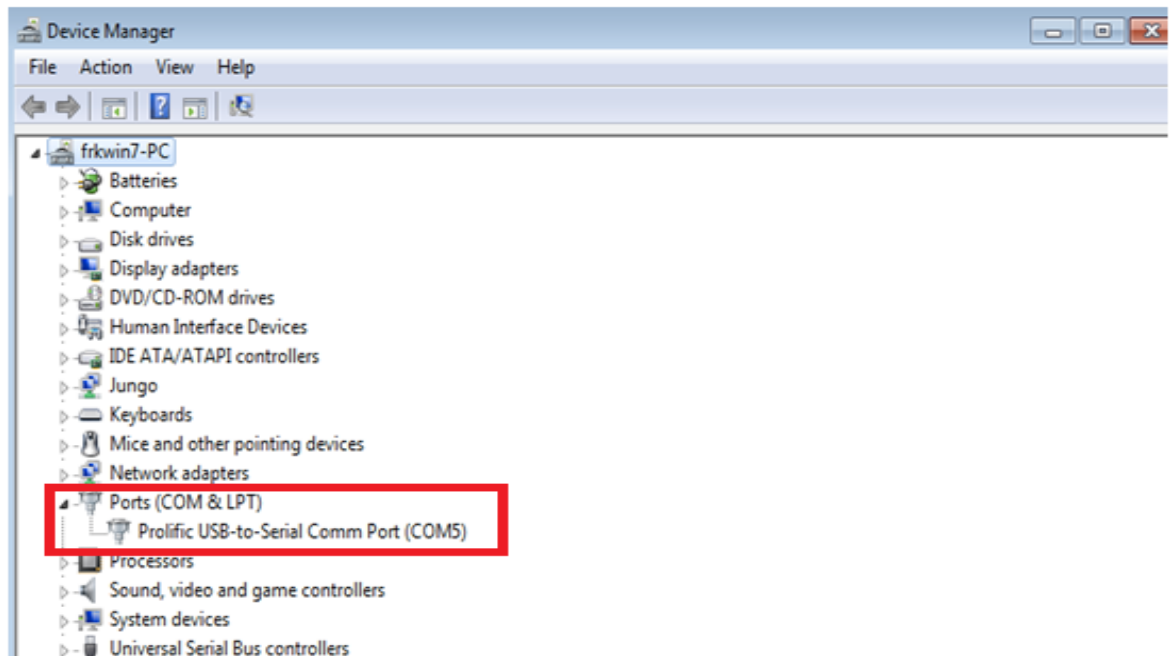 Device Manager
File Action View Help
frkwin7-PC
Batteries
Computer
Disk drives
Display adapters
DVD/CD-ROM drives
Human Interface Devices
IDE ATA/ATAPI controllers
Jungo
Keyboards
Mice and other pointing devices
Network adapters
Ports (COM & LPT)
Prolific USB-to-Serial Comm Port (COM5)
Processors
Sound, video and game controllers
System devices
Universal Serial Bus controllers